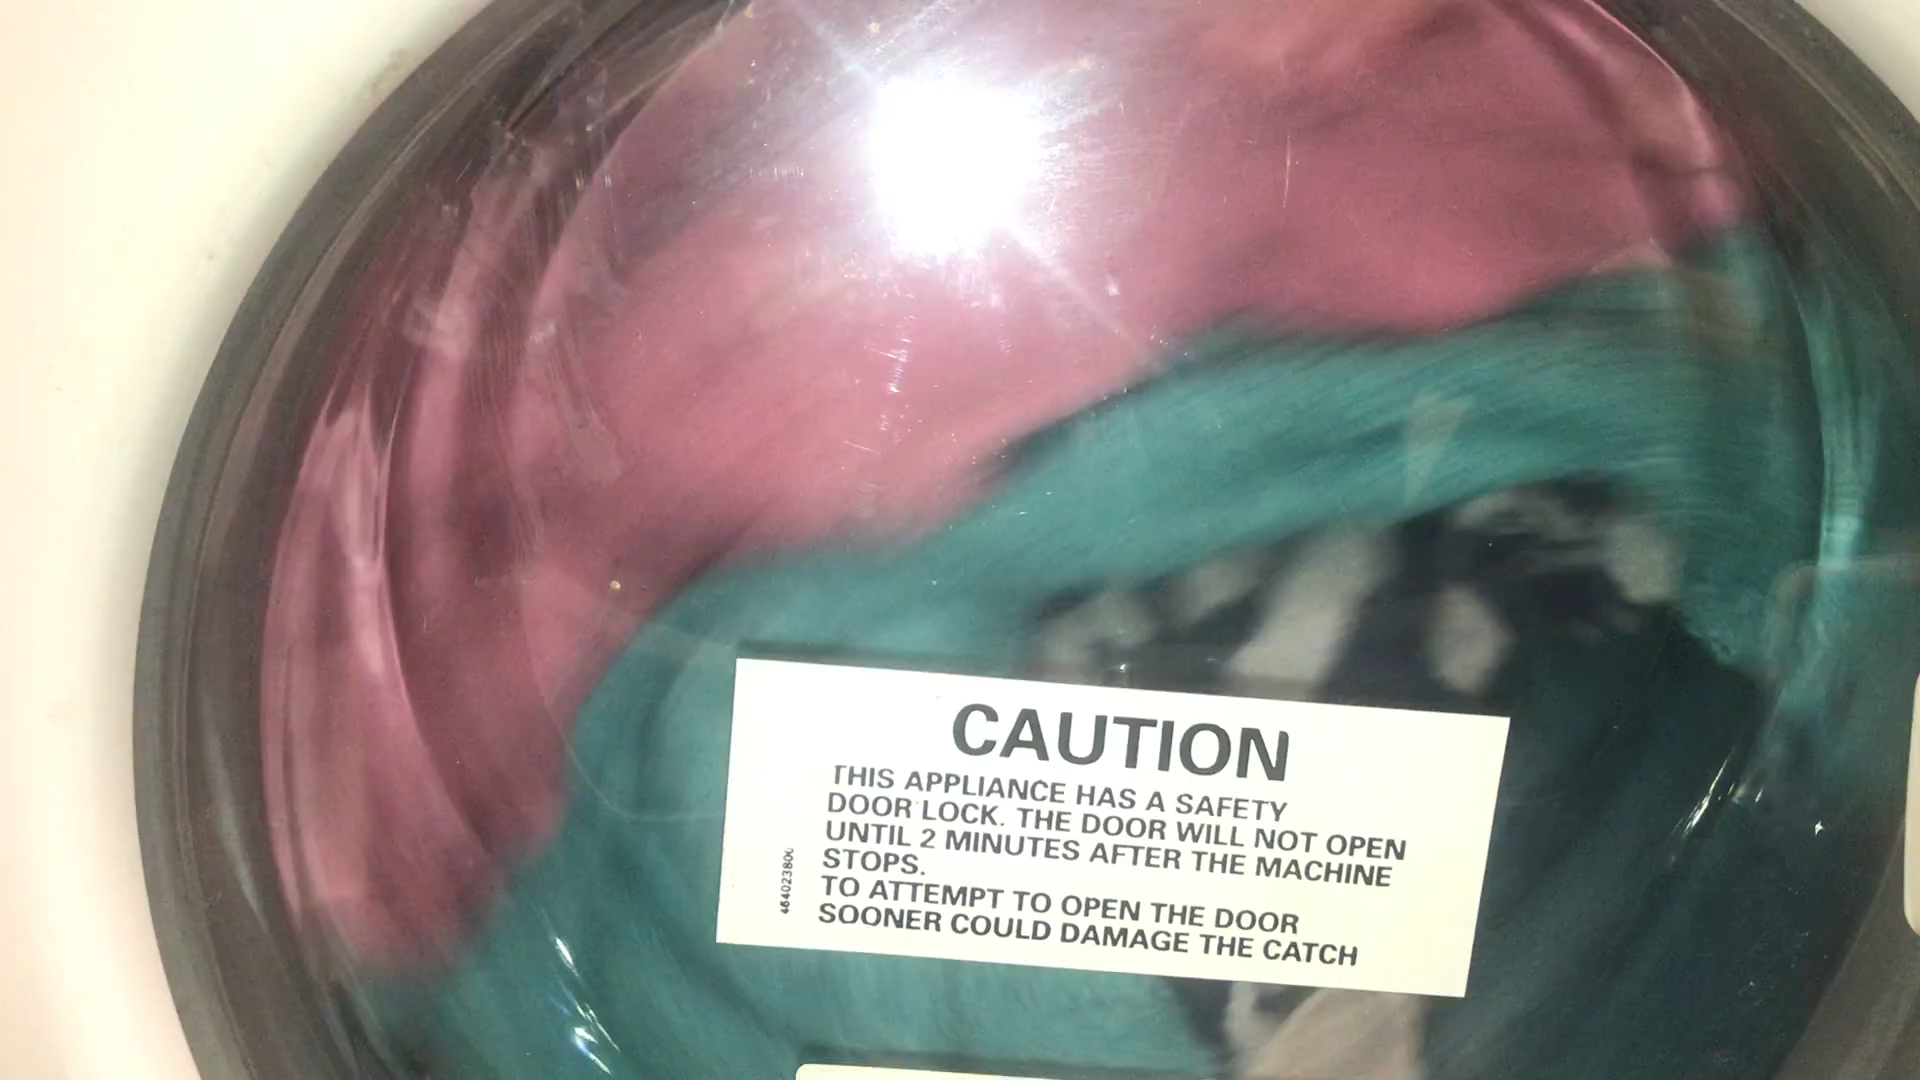 CAUTION
THIS APPLIANCE HAS A SAFETY
DOOR LOCK. THE DOOR WILL NOT OPEN
UNTIL 2 MINUTES AFTER THE MACHINE
STOPS.
TO ATTEMPT TO OPEN THE DOOR
SOONER COULD DAMAGE THE CATCH
464023800